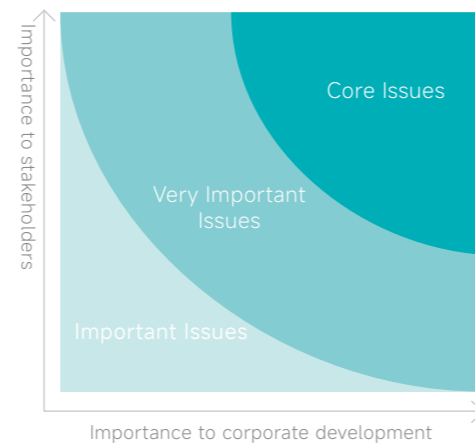 Importance to stakeholders
Core Issues
Very Important
Issues
Important Issues
Importance to corporate development